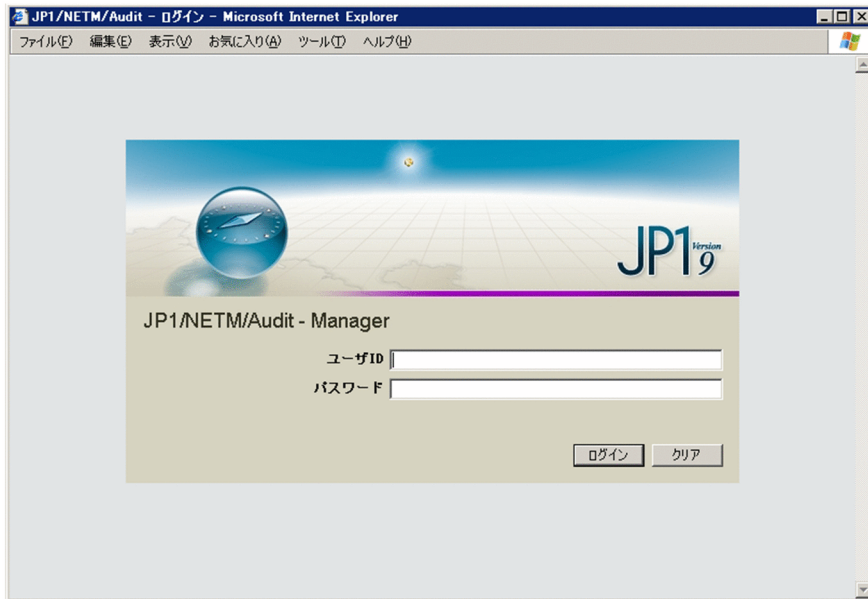 JP1/NETM/Audit - ログイン - Microsoft Internet Explorer
ファイル(F) 編集(E) 表示(V) お気に入り(A) ツール(T) ヘルプ(H)
JP1 Version 9
JP1/NETM/Audit - Manager
ユーザID
パスワード
ログイン クリア